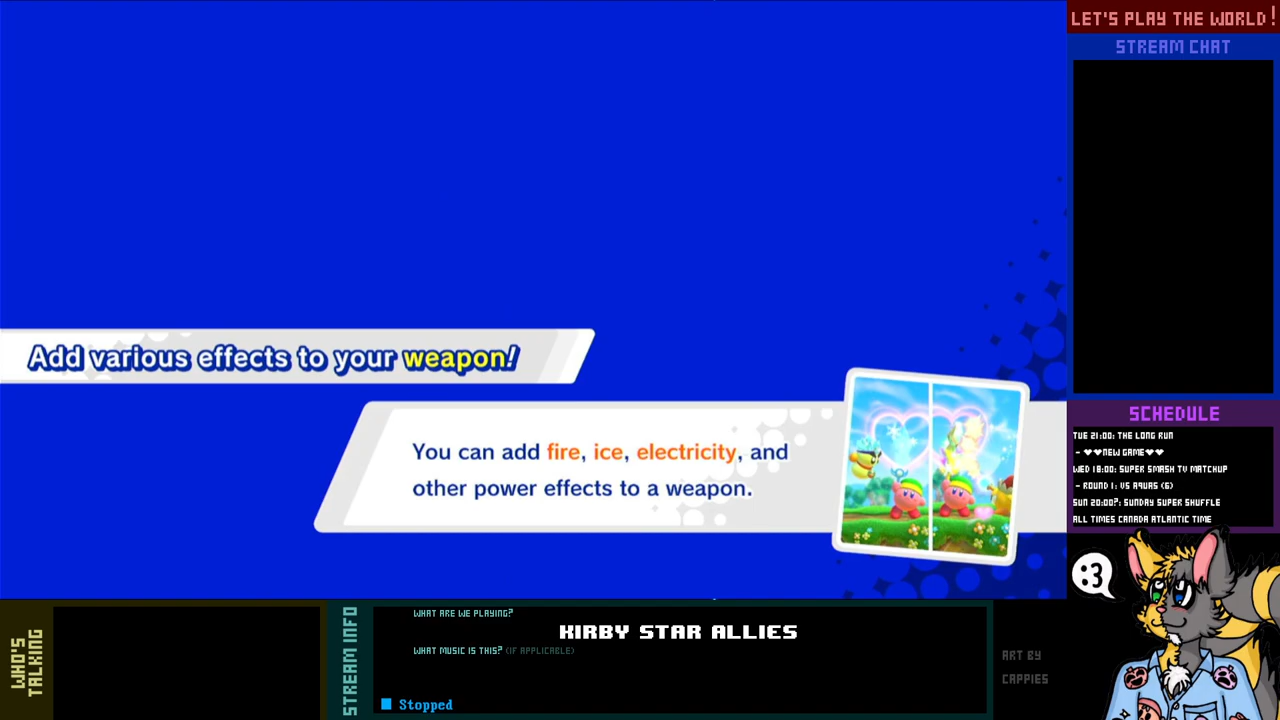 LET'S PLAY THE WORLD!
STREAM CHAT
Add various effects to your weapon!
You can add fire, ice, electricity, and
other power effects to a weapon.
SCHEDULE
TUE 21:00: THE LONG RUN
- ♥♥NEW GAME♥♥
WED 18:00: SUPER SMASH TV MATCHUP
- ROUND 1: VS AQUAS (6)
SUN 20:00?: SUNDAY SUPER SHUFFLE
ALL TIMES CANADA ATLANTIC TIME
:3
WHO'S
TALKING
STREAM INFO
WHAT ARE WE PLAYING?
KIRBY STAR ALLIES
WHAT MUSIC IS THIS? (IF APPLICABLE)
Stopped
ART BY
CAPPIES